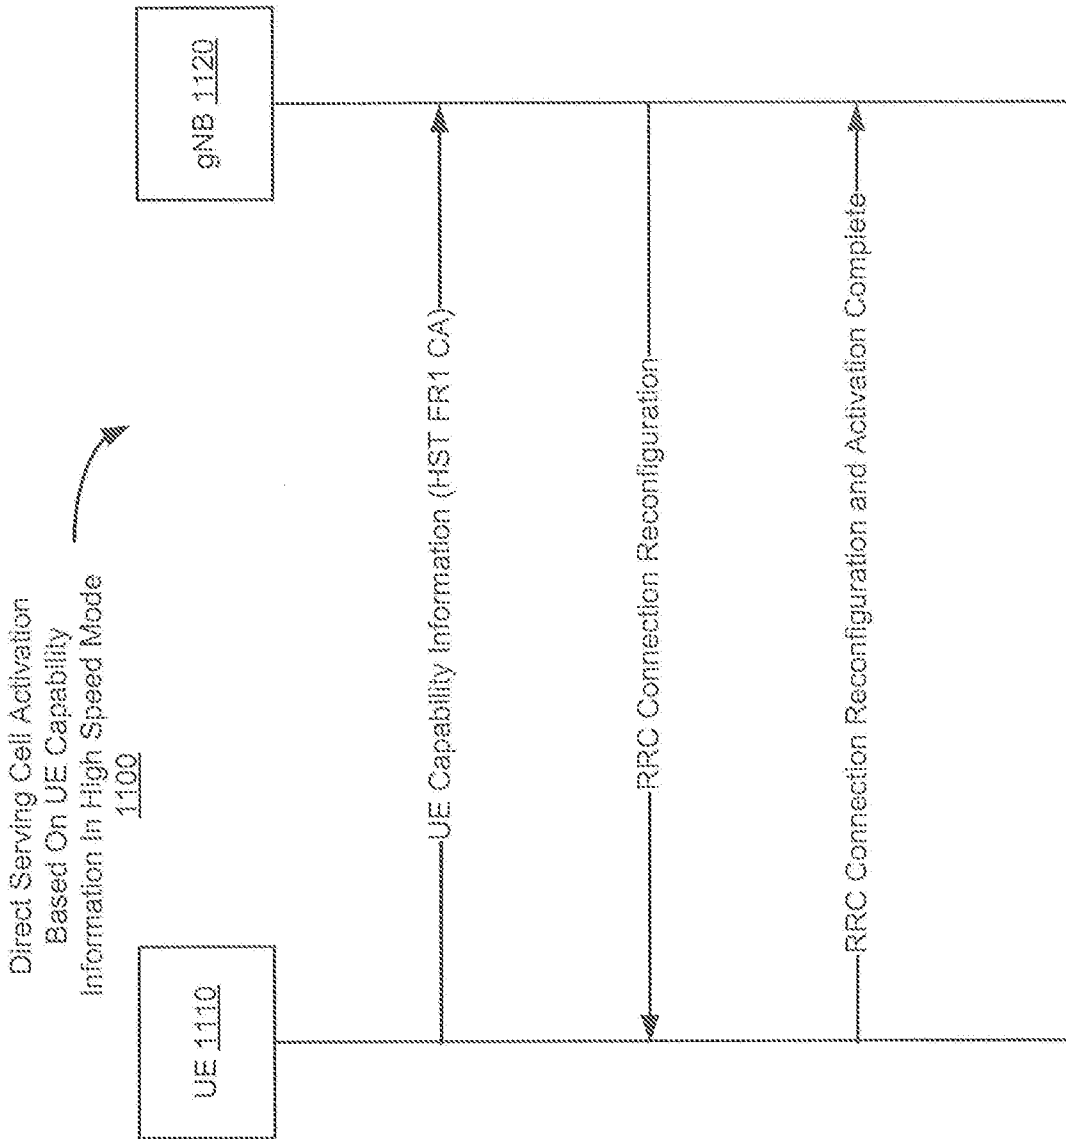 Direct Serving Cell Activation
Based On UE Capability
Information In High Speed Mode
1100
UE 1110
gNB 1120
UE Capability Information (HST FR1 CA)
RRC Connection Reconfiguration
RRC Connection Reconfiguration and Activation Complete